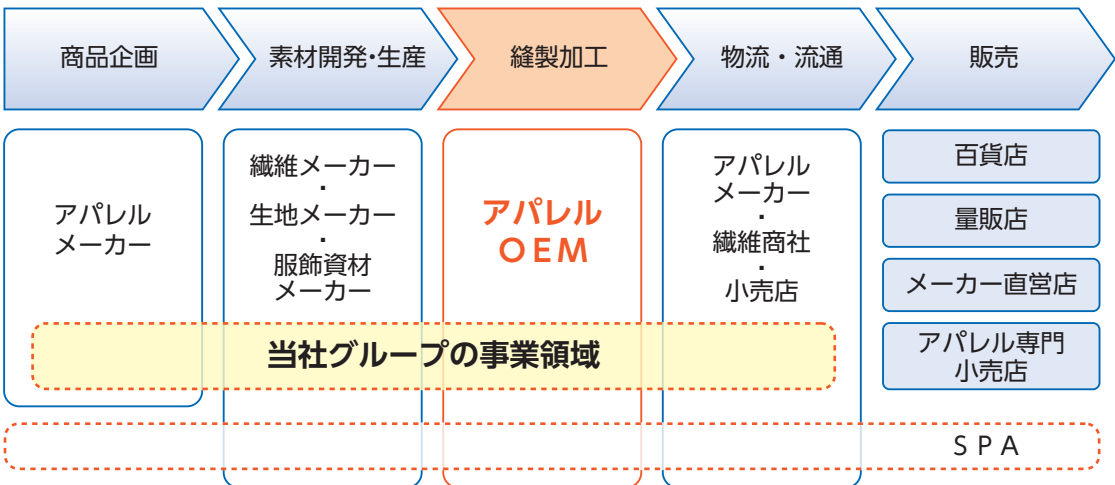 商品企画
素材開発・生産
縫製加工
物流・流通
販売
アパレル
メーカー
繊維メーカー
・
生地メーカー
・
服飾資材
メーカー
アパレル
ＯＥＭ
アパレル
メーカー
・
繊維商社
・
小売店
百貨店
量販店
メーカー直営店
アパレル専門
小売店
当社グループの事業領域
ＳＰＡ